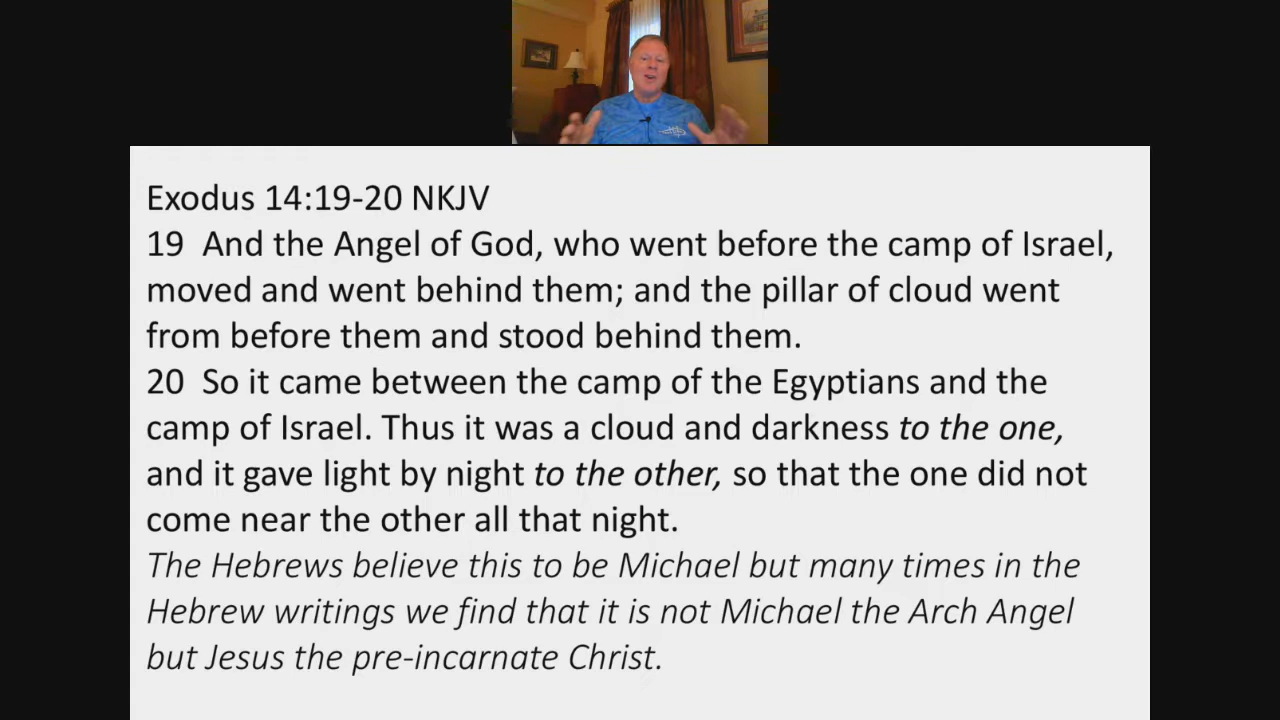 Exodus 14:19-20 NKJV
19  And the Angel of God, who went before the camp of Israel,
moved and went behind them; and the pillar of cloud went
from before them and stood behind them.
20  So it came between the camp of the Egyptians and the
camp of Israel. Thus it was a cloud and darkness to the one,
and it gave light by night to the other, so that the one did not
come near the other all that night.
The Hebrews believe this to be Michael but many times in the
Hebrew writings we find that it is not Michael the Arch Angel
but Jesus the pre-incarnate Christ.